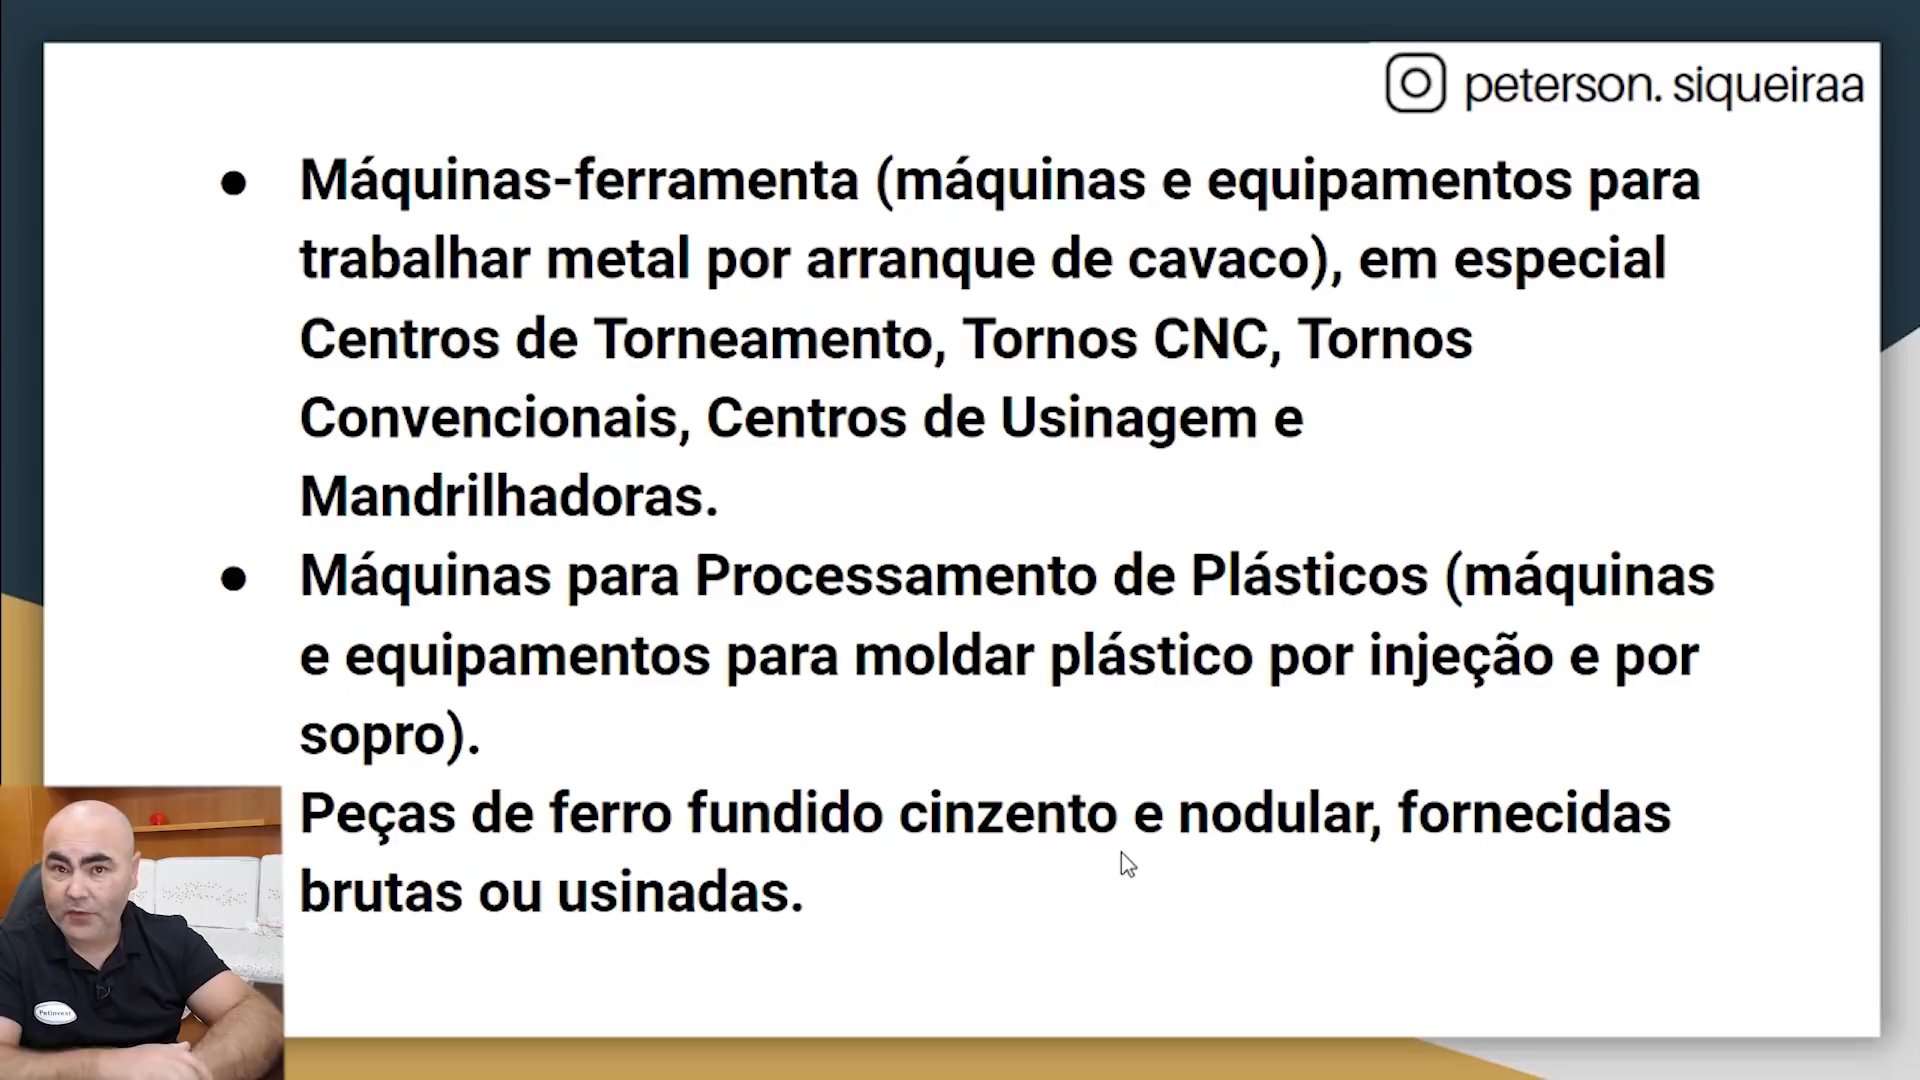 peterson. siqueiraa
● Máquinas-ferramenta (máquinas e equipamentos para
trabalhar metal por arranque de cavaco), em especial
Centros de Torneamento, Tornos CNC, Tornos
Convencionais, Centros de Usinagem e
Mandrilhadoras.
● Máquinas para Processamento de Plásticos (máquinas
e equipamentos para moldar plástico por injeção e por
sopro).
Peças de ferro fundido cinzento e nodular, fornecidas
brutas ou usinadas.
Petinvest